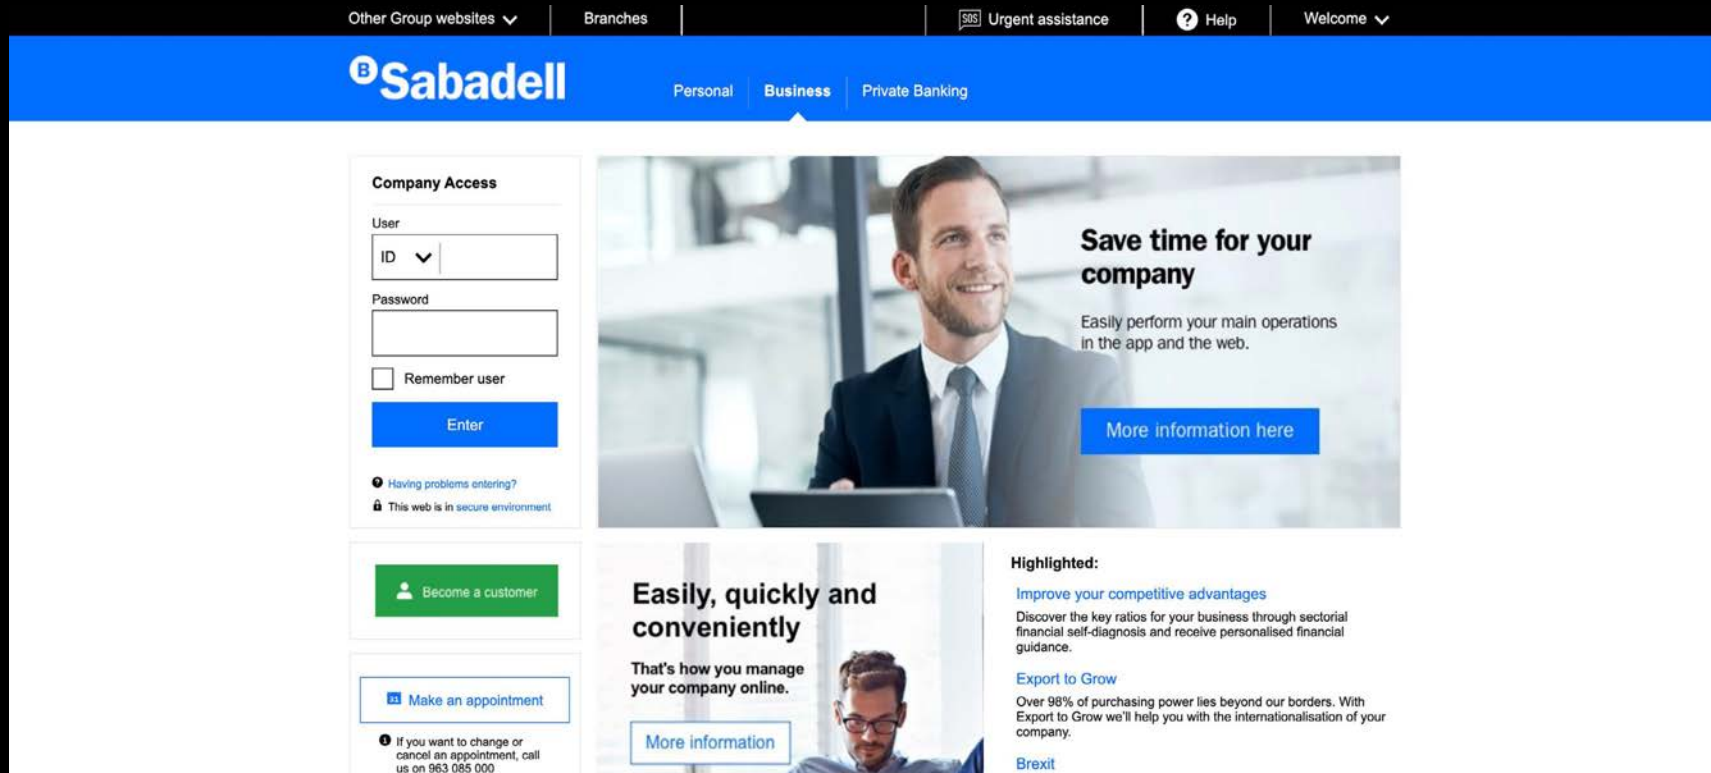 Other Group websites
Branches
SOS Urgent assistance
? Help
Welcome
B Sabadell
Personal
Business
Private Banking
Company Access
User
ID
Password
Remember user
Enter
? Having problems entering?
This web is in secure environment
Save time for your
company
Easily perform your main operations
in the app and the web.
More information here
Become a customer
31 Make an appointment
If you want to change or
cancel an appointment, call
us on 963 085 000
Easily, quickly and
conveniently
That's how you manage
your company online.
More information
Highlighted:
Improve your competitive advantages
Discover the key ratios for your business through sectorial
financial self-diagnosis and receive personalised financial
guidance.
Export to Grow
Over 98% of purchasing power lies beyond our borders. With
Export to Grow we'll help you with the internationalisation of your
company.
Brexit